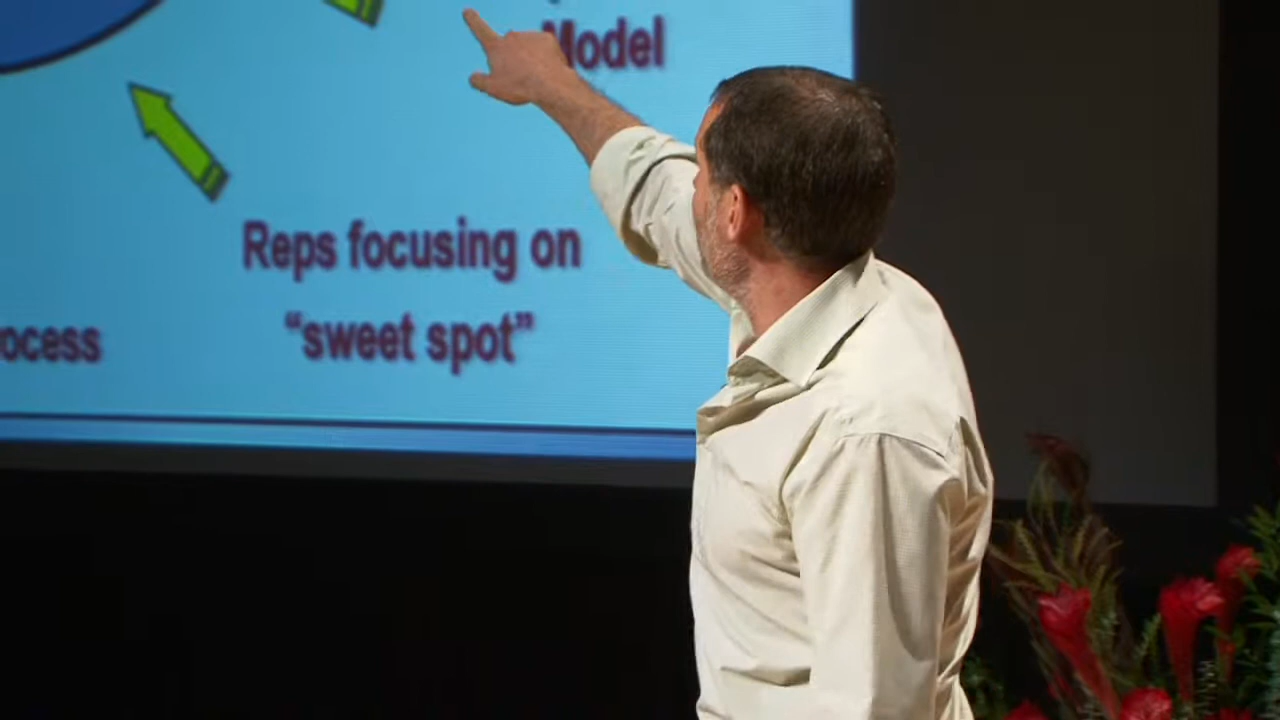 Model
Reps focusing on
“sweet spot”
ocess